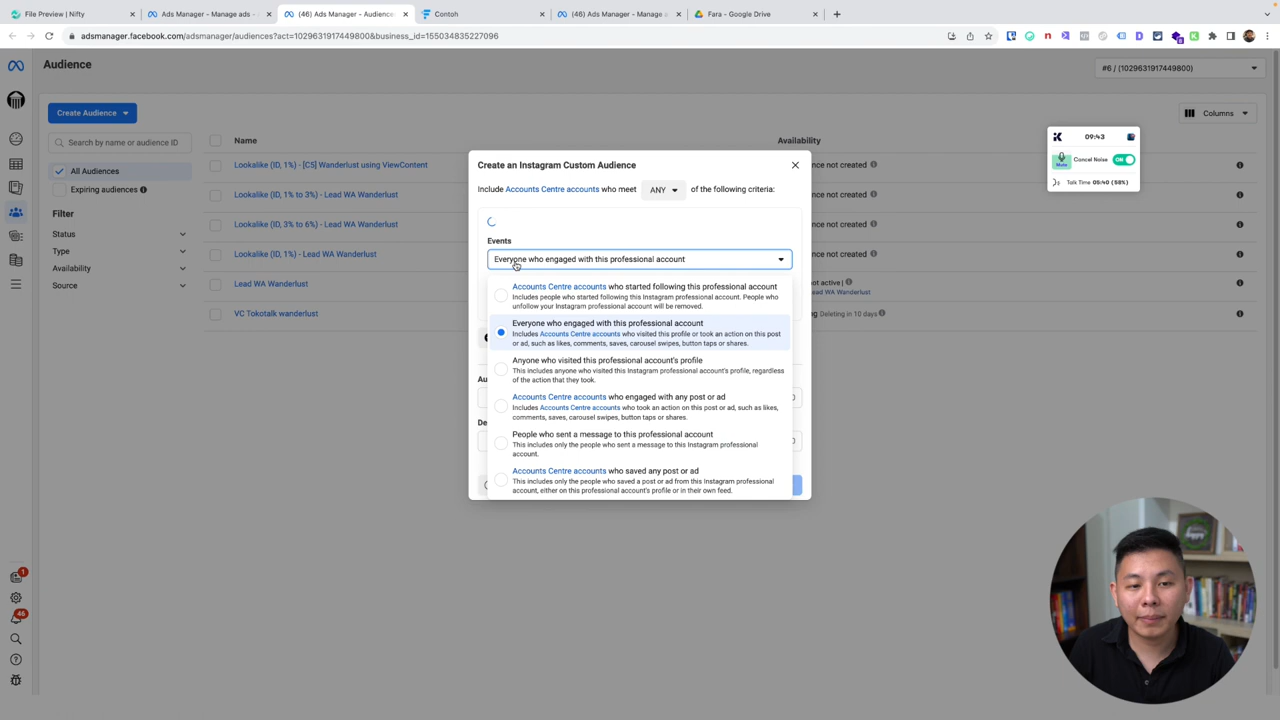 File Preview | Nifty
Ads Manager - Manage ads -
(46) Ads Manager - Audience
Contoh
(46) Ads Manager - Manage a
Fara - Google Drive
adsmanager.facebook.com/adsmanager/audiences?act=1029631917449800&business_id=155034835227096
Audience
#6 / (1029631917449800)
Create Audience
Columns
Search by name or audience ID
Name
Availability
All Audiences
Expiring audiences
Filter
Status
Type
Availability
Source
Lookalike (ID, 1%) - [C5] Wanderlust using ViewContent
nce not created
Lookalike (ID, 1% to 3%) - Lead WA Wanderlust
nce not created
Lookalike (ID, 3% to 6%) - Lead WA Wanderlust
nce not created
Lookalike (ID, 1%) - Lead WA Wanderlust
nce not created
Lead WA Wanderlust
not active |
Lead WA Wanderlust
VC Tokotalk wanderlust
ng Deleting in 10 days
Create an Instagram Custom Audience
Include Accounts Centre accounts who meet ANY of the following criteria:
Events
Everyone who engaged with this professional account
Accounts Centre accounts who started following this professional account
Includes people who started following this Instagram professional account. People who
unfollow your Instagram professional account will be removed.
Everyone who engaged with this professional account
Includes Accounts Centre accounts who visited this profile or took an action on this post
or ad, such as likes, comments, saves, carousel swipes, button taps or shares.
Anyone who visited this professional account's profile
This includes anyone who visited this Instagram professional account's profile, regardless
of the action that they took.
Accounts Centre accounts who engaged with any post or ad
Includes Accounts Centre accounts who took an action on this post or ad, such as likes,
comments, saves, carousel swipes, button taps or shares.
People who sent a message to this professional account
This includes only the people who sent a message to this Instagram professional
account.
Accounts Centre accounts who saved any post or ad
This includes only the people who saved a post or ad from this Instagram professional
account, either on this professional account's profile or in their own feed.
Au
De
09:43
Mute
Cancel Noise
ON
Talk Time 05:40 (58%)
1
46